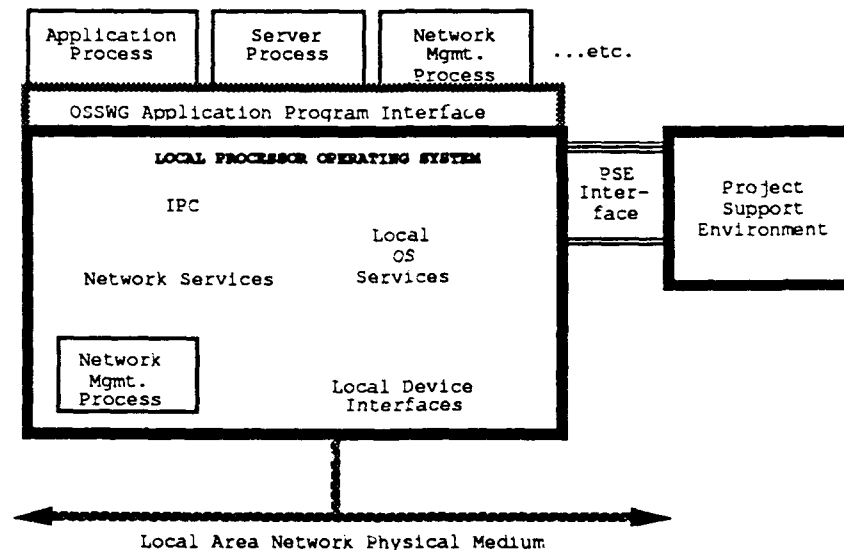 Application
Process
Server
Process
Network
Mgmt.
Process
...etc.
OSSWG Application Program Interface
LOCAL PROCESSOR OPERATING SYSTEM
IPC
Local
OS
Services
Network Services
Network
Mgmt.
Process
Local Device
Interfaces
PSE
Inter-
face
Project
Support
Environment
Local Area Network Physical Medium